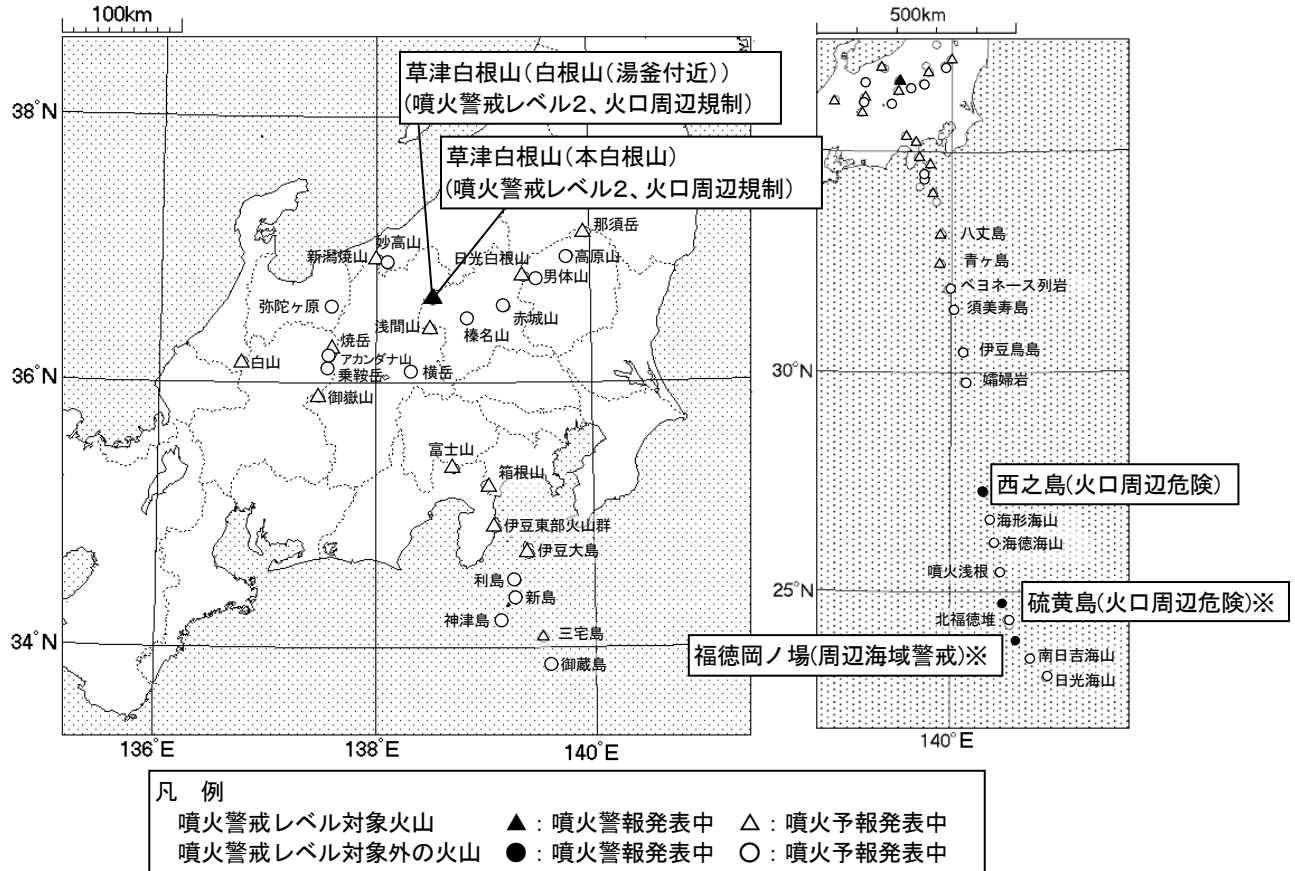 100km
500km
草津白根山(白根山(湯釜付近))
(噴火警戒レベル2、火口周辺規制)
38°N
草津白根山(本白根山)
(噴火警戒レベル2、火口周辺規制)
那須岳
妙高山
新潟焼山
日光白根山
高原山
男体山
弥陀ヶ原
赤城山
浅間山
榛名山
焼岳
アカンダナ山
白山
乗鞍岳
横岳
36°N
御嶽山
富士山
箱根山
伊豆東部火山群
伊豆大島
利島
新島
神津島
三宅島
34°N
御蔵島
136°E
138°E
140°E
八丈島
青ヶ島
ベヨネース列岩
須美寿島
伊豆鳥島
30°N
孀婦岩
西之島(火口周辺危険)
海形海山
海徳海山
噴火浅根
25°N
硫黄島(火口周辺危険)※
北福徳堆
福徳岡ノ場(周辺海域警戒)※
南日吉海山
日光海山
140°E
凡 例
噴火警戒レベル対象火山 ▲:噴火警報発表中 △:噴火予報発表中
噴火警戒レベル対象外の火山 ●:噴火警報発表中 ○:噴火予報発表中